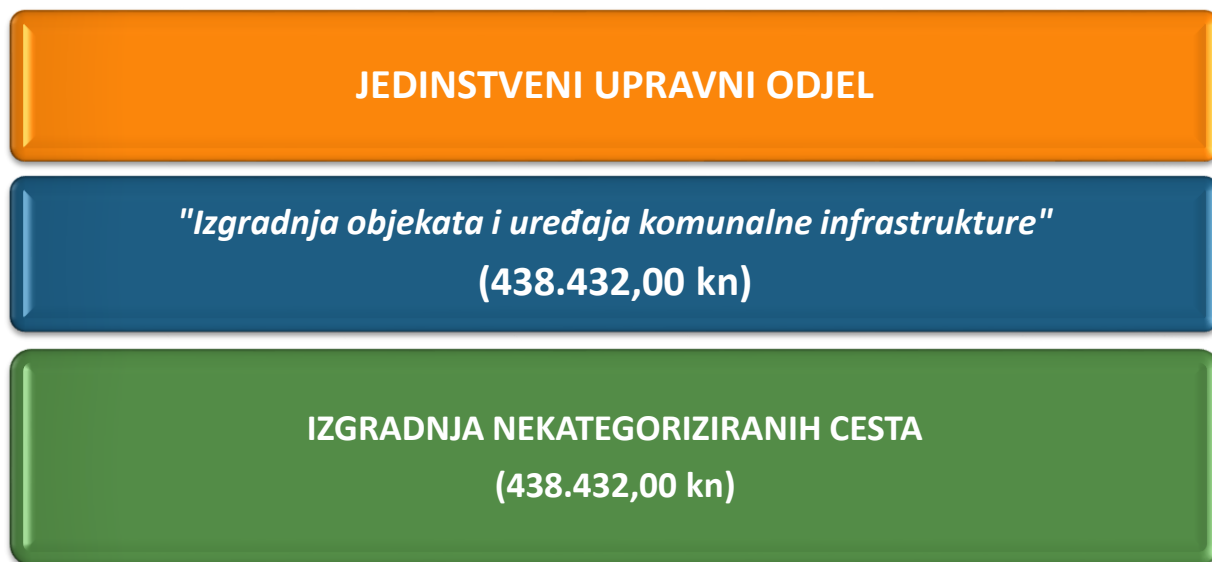 JEDINSTVENI UPRAVNI ODJEL
"Izgradnja objekata i uređaja komunalne infrastrukture"
(438.432,00 kn)
IZGRADNJA NEKATEGORIZIRANIH CESTA
(438.432,00 kn)